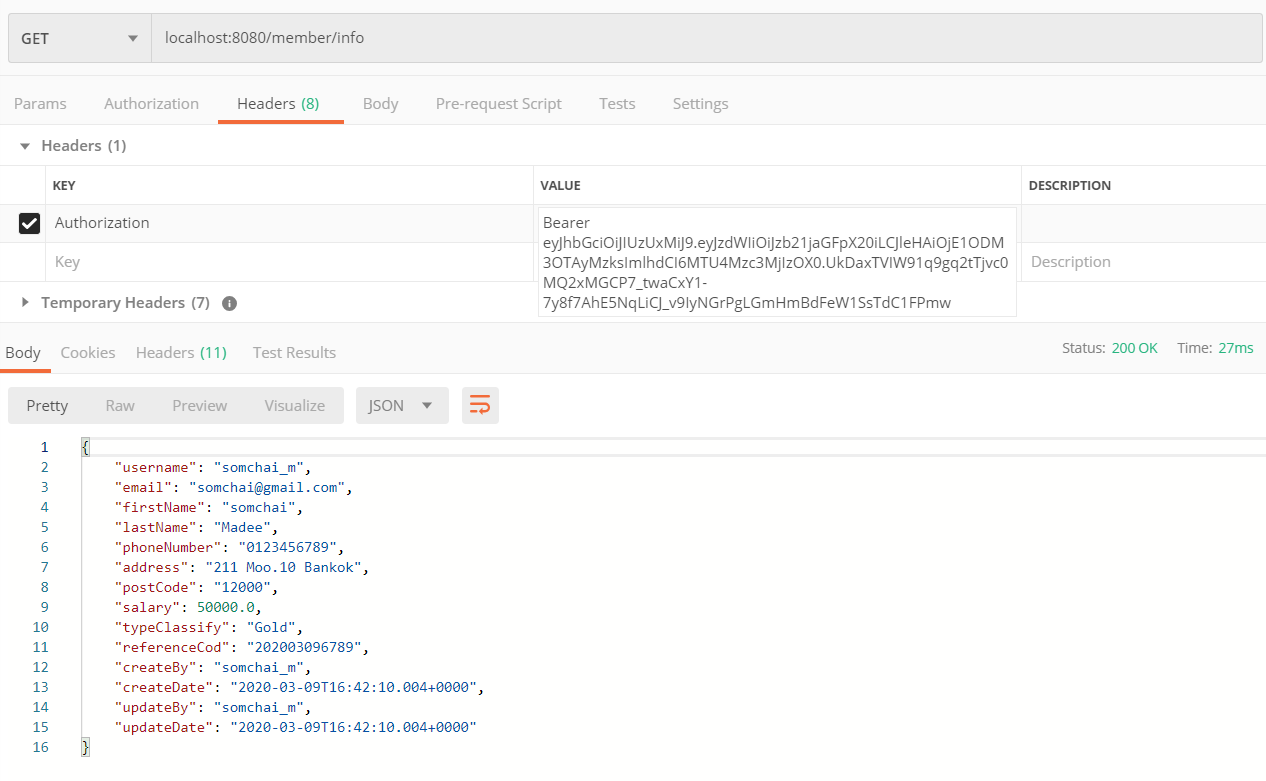 GET localhost:8080/member/info
Params Authorization Headers (8) Body Pre-request Script Tests Settings
Headers (1)
KEY VALUE DESCRIPTION
Authorization
Bearer
eyJhbGciOiJIUzUxMiJ9.eyJzdWIiOiJzb21jaGFpX20iLCJleHAiOjE1ODM
3OTAyMzksImlhdCI6MTU4Mzc3MjIzOX0.UkDaxTVIW91q9gq2tTjvc0
MQ2xMGCP7_twaCxY1-
7y8f7AhE5NqLiCJ_v9IyNGrPgLGmHmBdFeW1SsTdC1FPmw
Key Description
Temporary Headers (7)
Body Cookies Headers (11) Test Results Status: 200 OK Time: 27ms
Pretty Raw Preview Visualize JSON
1 {
2 "username": "somchai_m",
3 "email": "somchai@gmail.com",
4 "firstName": "somchai",
5 "lastName": "Madee",
6 "phoneNumber": "0123456789",
7 "address": "211 Moo.10 Bankok",
8 "postCode": "12000",
9 "salary": 50000.0,
10 "typeClassify": "Gold",
11 "referenceCod": "202003096789",
12 "createBy": "somchai_m",
13 "createDate": "2020-03-09T16:42:10.004+0000",
14 "updateBy": "somchai_m",
15 "updateDate": "2020-03-09T16:42:10.004+0000"
16 }